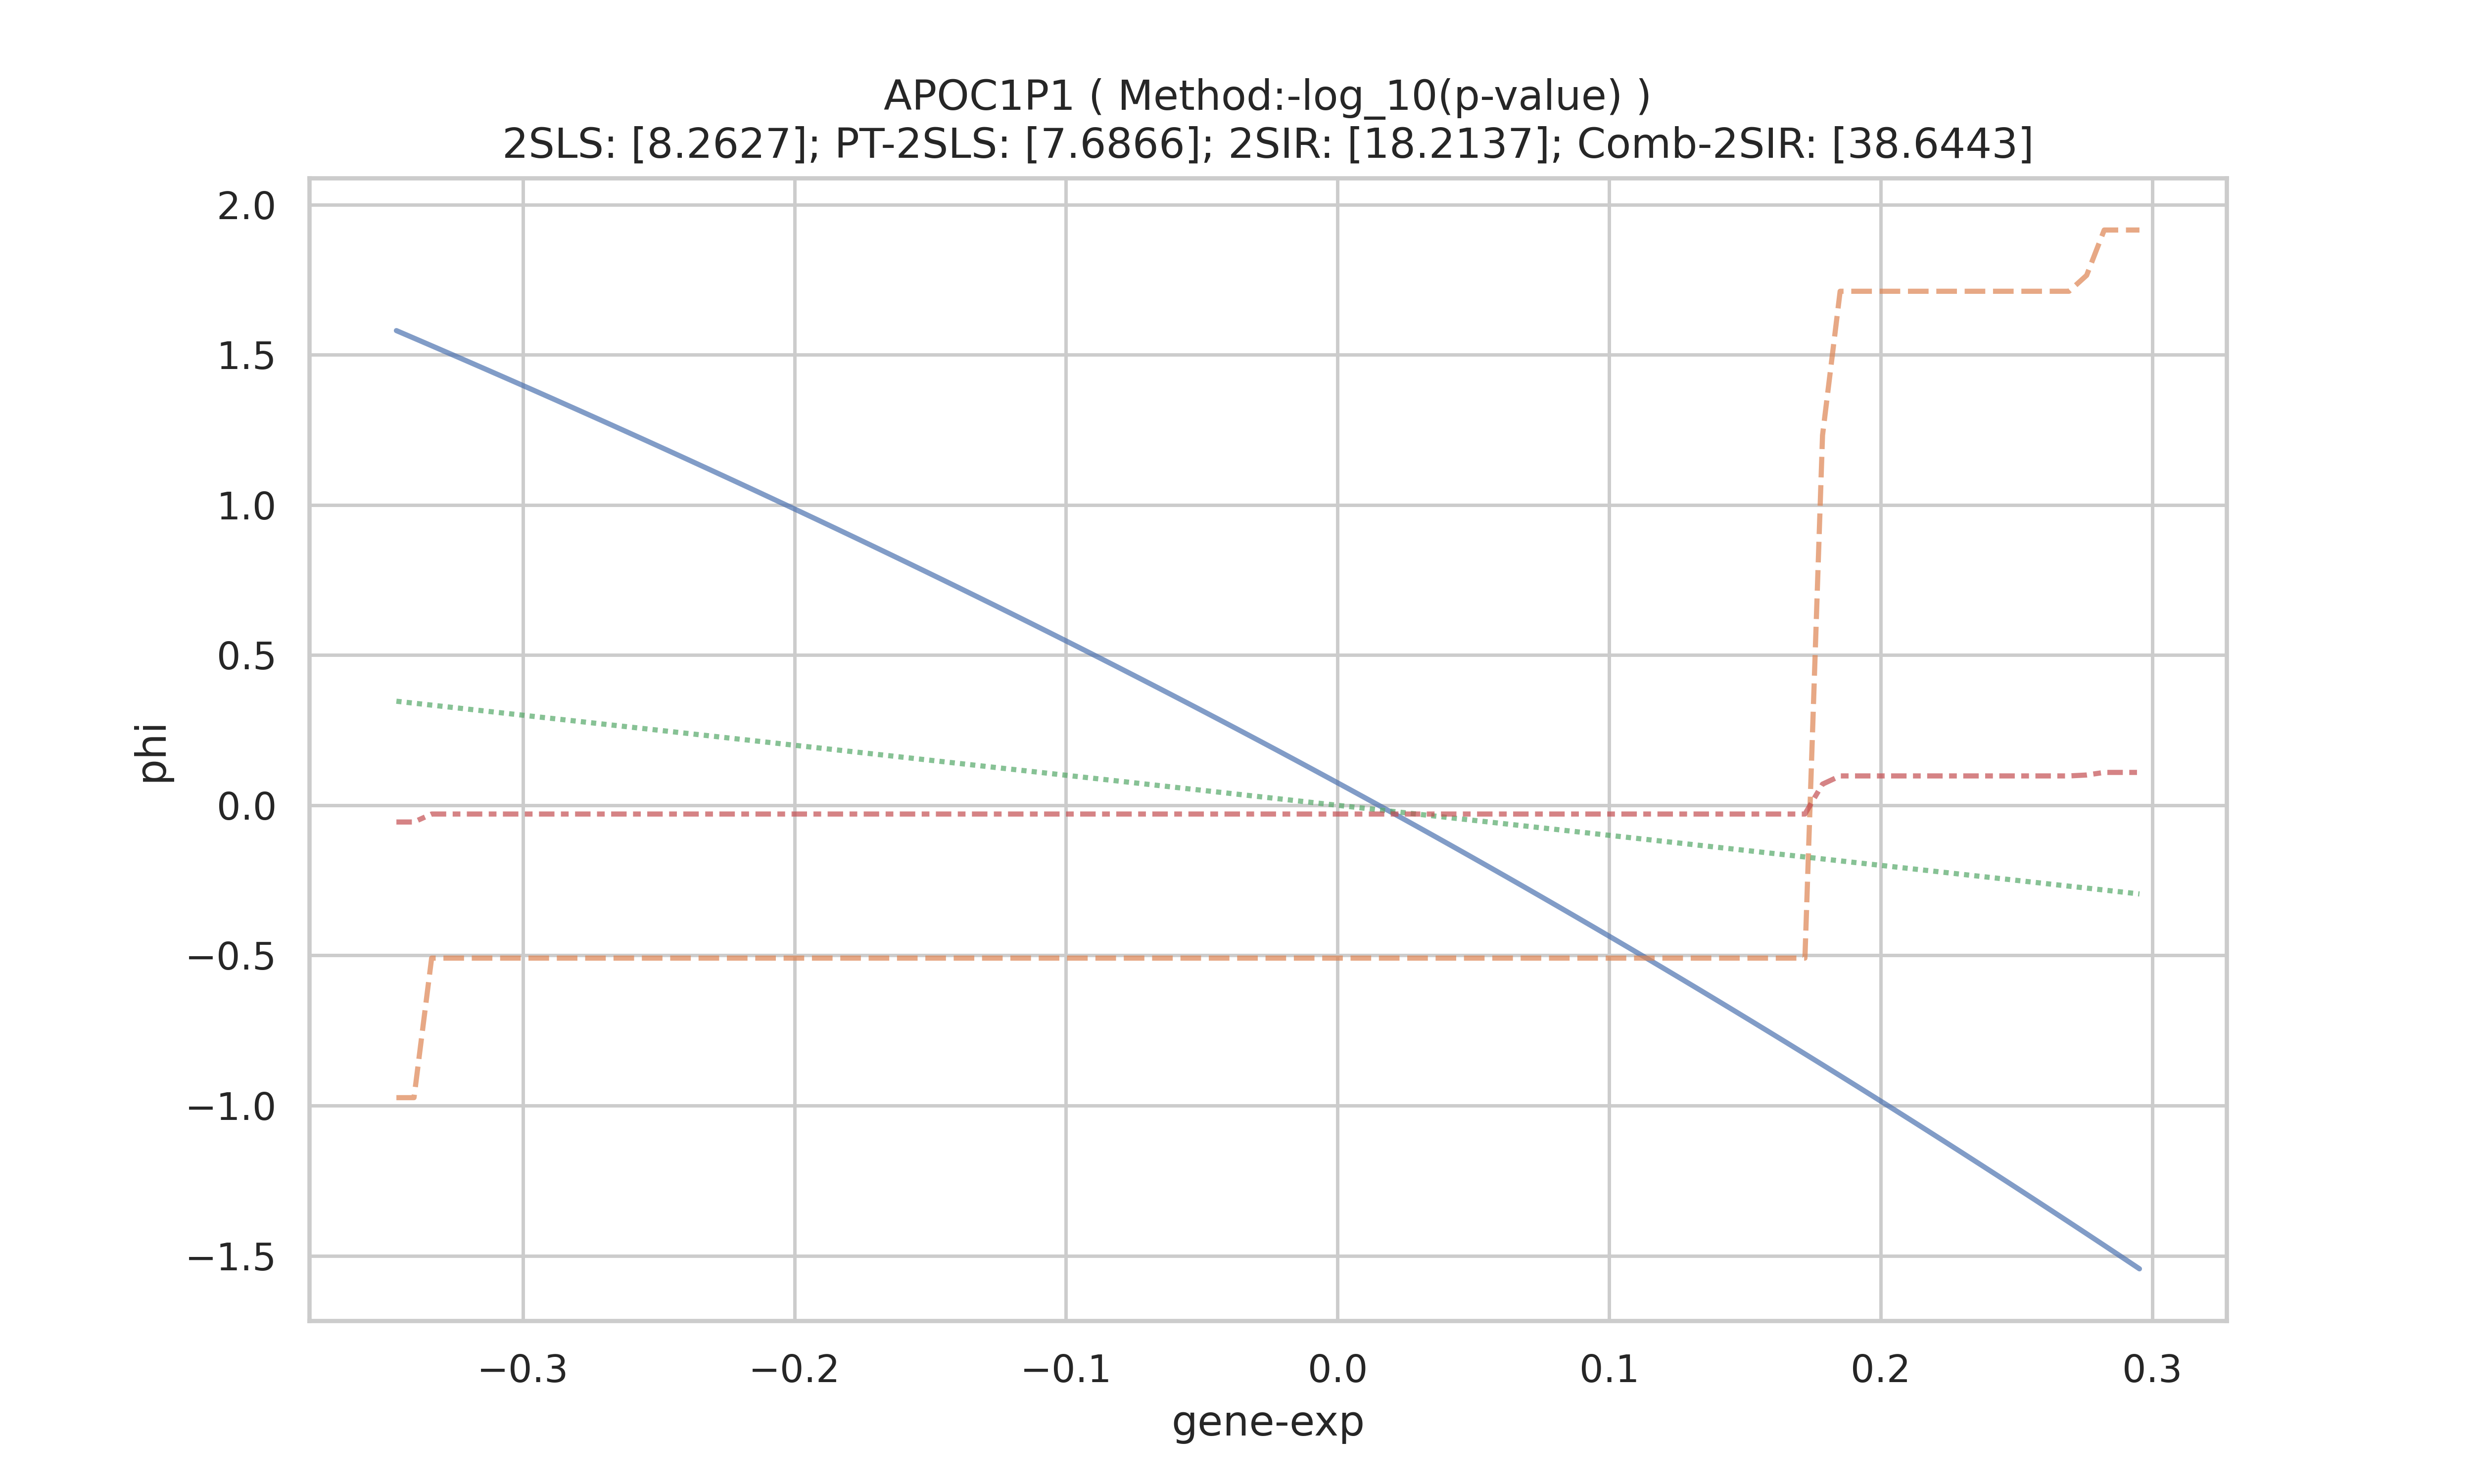 APOC1P1 ( Method:-log_10(p-value) )
2SLS: [8.2627]; PT-2SLS: [7.6866]; 2SIR: [18.2137]; Comb-2SIR: [38.6443]
2.0
1.5
1.0
0.5
0.0
−0.5
−1.0
−1.5
phi
−0.3 −0.2 −0.1 0.0 0.1 0.2 0.3
gene-exp